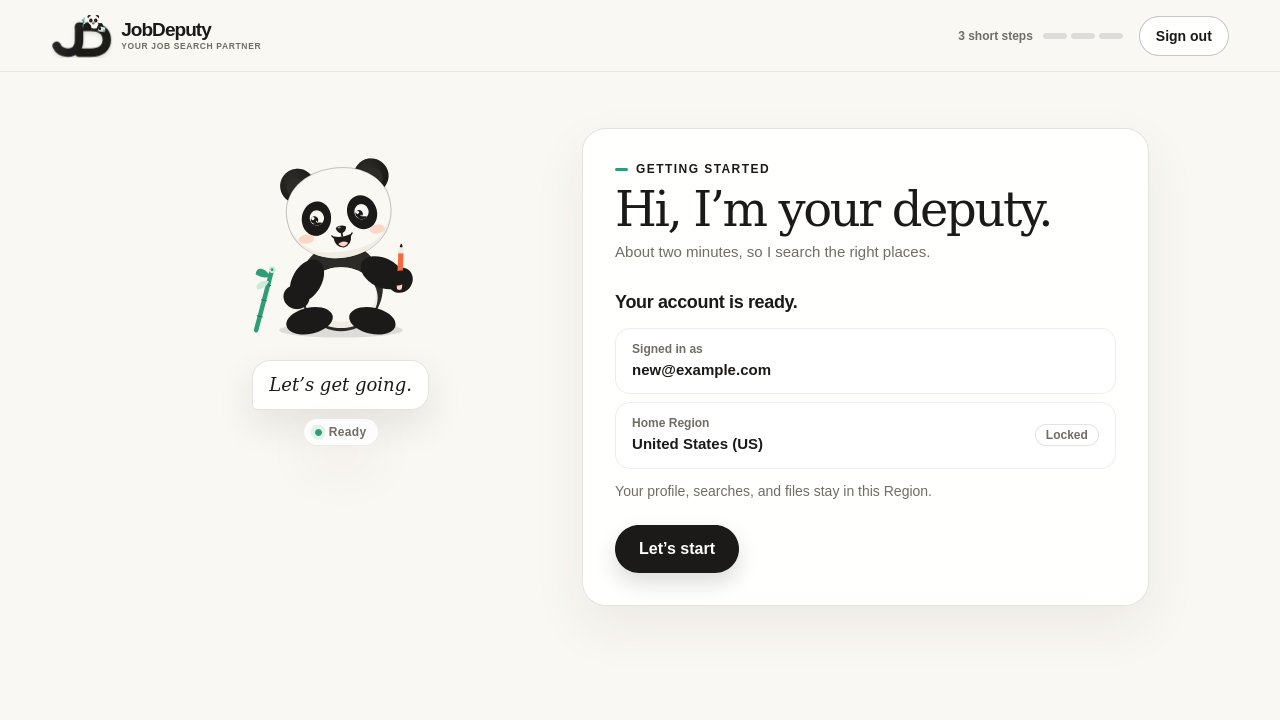 JobDeputy
YOUR JOB SEARCH PARTNER
3 short steps
Sign out
Let’s get going.
Ready
GETTING STARTED
Hi, I’m your deputy.
About two minutes, so I search the right places.
Your account is ready.
Signed in as
new@example.com
Home Region
United States (US)
Locked
Your profile, searches, and files stay in this Region.
Let’s start